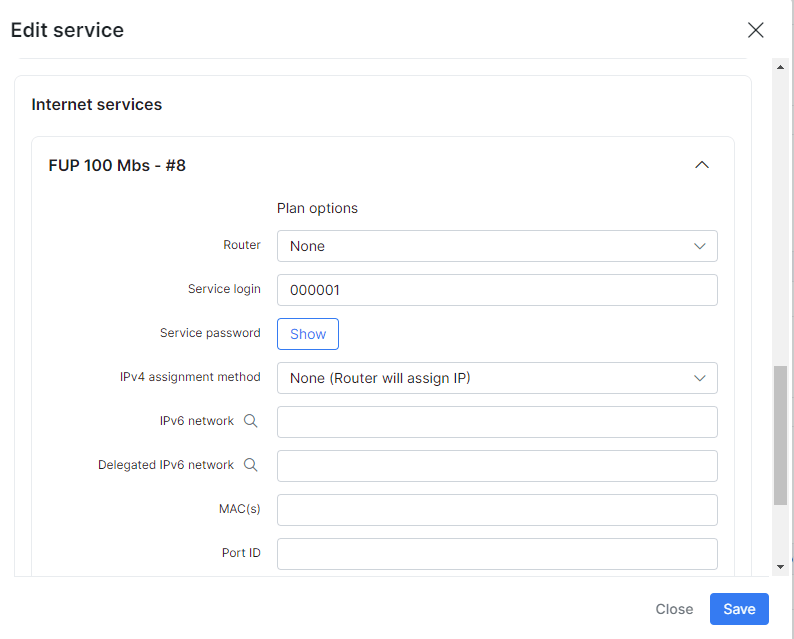 Edit service
Internet services
FUP 100 Mbs - #8
Plan options
Router None
Service login 000001
Service password Show
IPv4 assignment method None (Router will assign IP)
IPv6 network
Delegated IPv6 network
MAC(s)
Port ID
Close Save